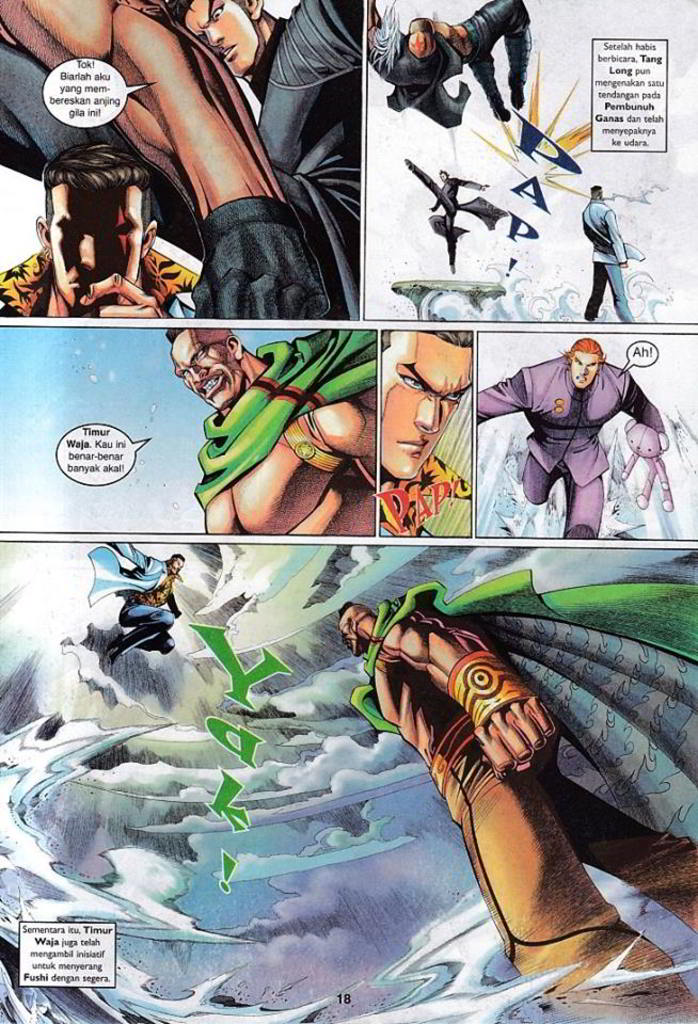 Tok!
Biarlah aku
yang mem-
bereskan anjing
gila ini!
Setelah habis
berbicara, Tang
Long pun
mengenakan satu
tendangan pada
Pembunuh
Ganas dan telah
menyepaknya
ke udara.
PAP!
Timur
Waja. Kau ini
benar-benar
banyak akal!
PAP!
Ah!
YAK!
Sementara itu, Timur
Waja juga telah
mengambil inisiatif
untuk menyerang
Fushi dengan segera.
18